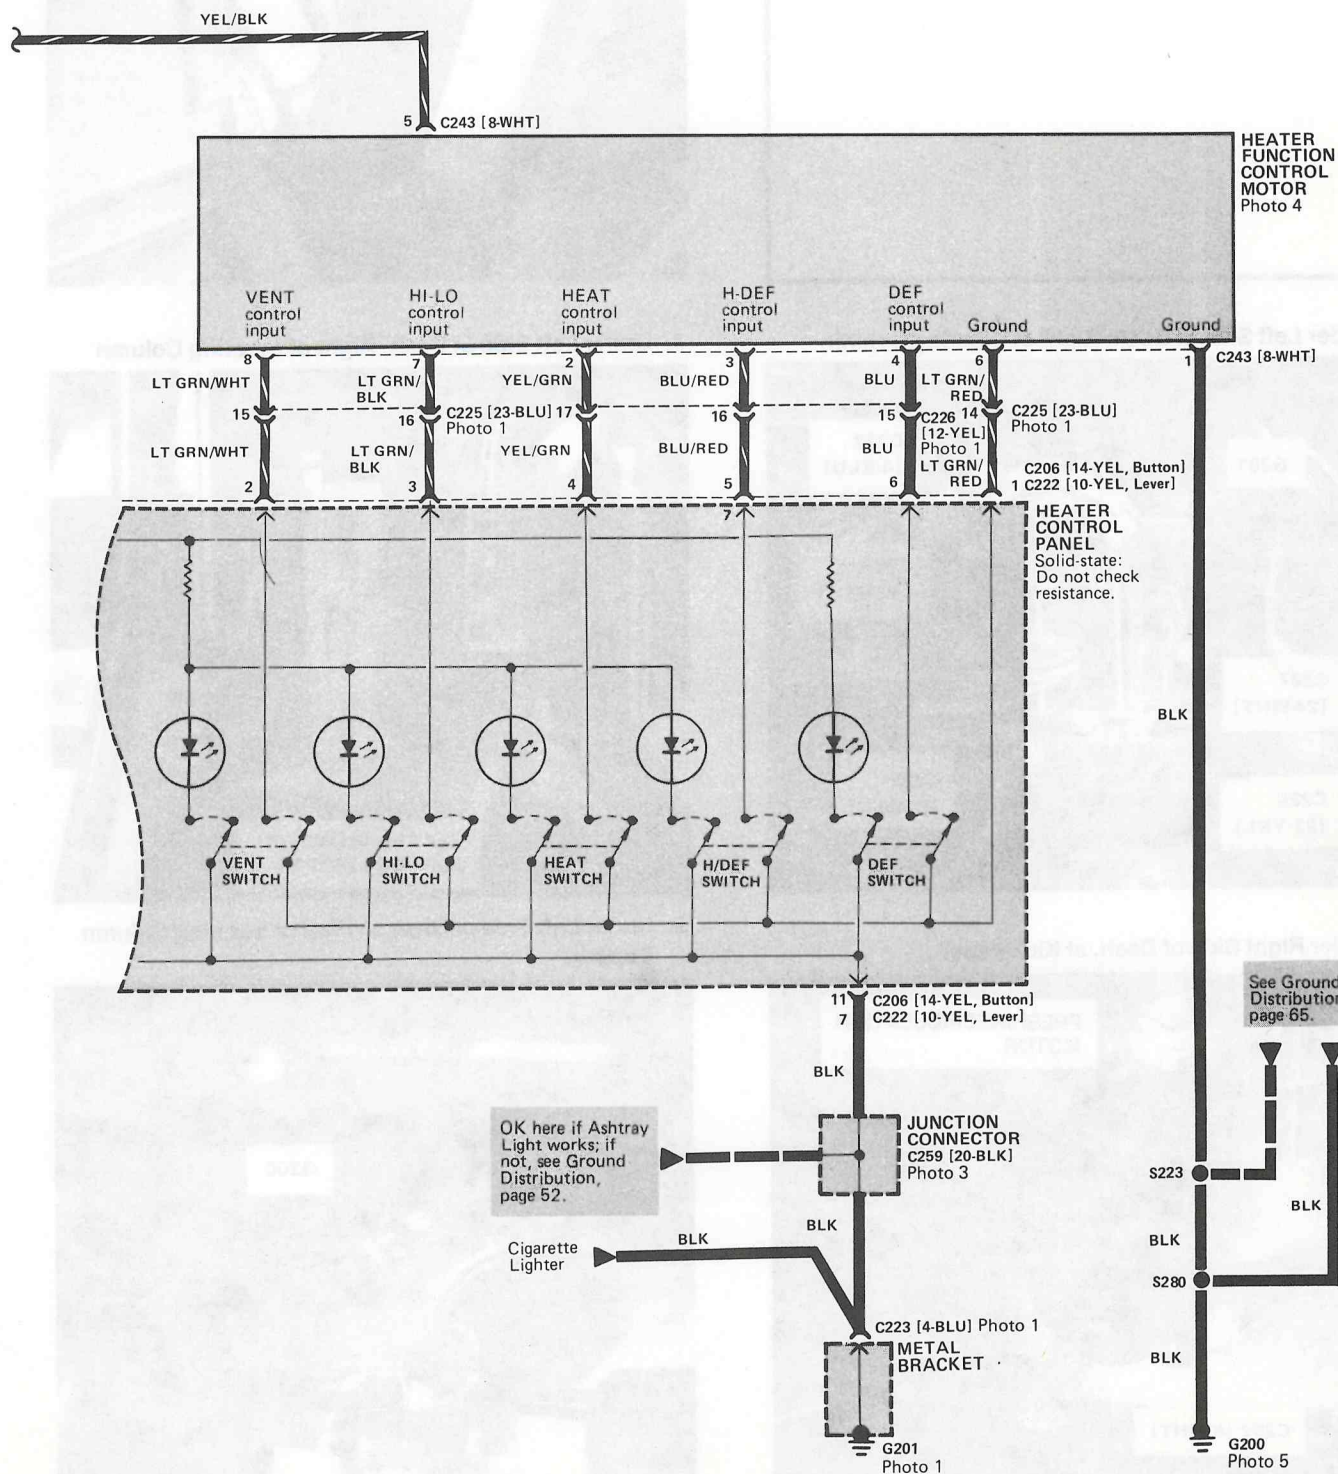 YEL/BLK
5 C243 [8-WHT]
HEATER
FUNCTION
CONTROL
MOTOR
Photo 4
VENT
control
input
HI-LO
control
input
HEAT
control
input
H-DEF
control
input
DEF
control
input
Ground
Ground
8 7 2 3 4 6 1 C243 [8-WHT]
LT GRN/WHT
LT GRN/
BLK
YEL/GRN
BLU/RED
BLU
LT GRN/
RED
15
16
C225 [23-BLU]
Photo 1
17
16
15
C226
[12-YEL]
Photo 1
14
C225 [23-BLU]
Photo 1
LT GRN/WHT
LT GRN/
BLK
YEL/GRN
BLU/RED
BLU
LT GRN/
RED
2 3 4 5 6
C206 [14-YEL, Button]
1 C222 [10-YEL, Lever]
7
HEATER
CONTROL
PANEL
Solid-state:
Do not check
resistance.
BLK
VENT
SWITCH
HI-LO
SWITCH
HEAT
SWITCH
H/DEF
SWITCH
DEF
SWITCH
11 C206 [14-YEL, Button]
7 C222 [10-YEL, Lever]
See Ground
Distribution
page 65.
BLK
OK here if Ashtray
Light works; if
not, see Ground
Distribution,
page 52.
JUNCTION
CONNECTOR
C259 [20-BLK]
Photo 3
S223
BLK
BLK
BLK
BLK
Cigarette
Lighter
S280
C223 [4-BLU] Photo 1
METAL
BRACKET
BLK
G201
Photo 1
G200
Photo 5